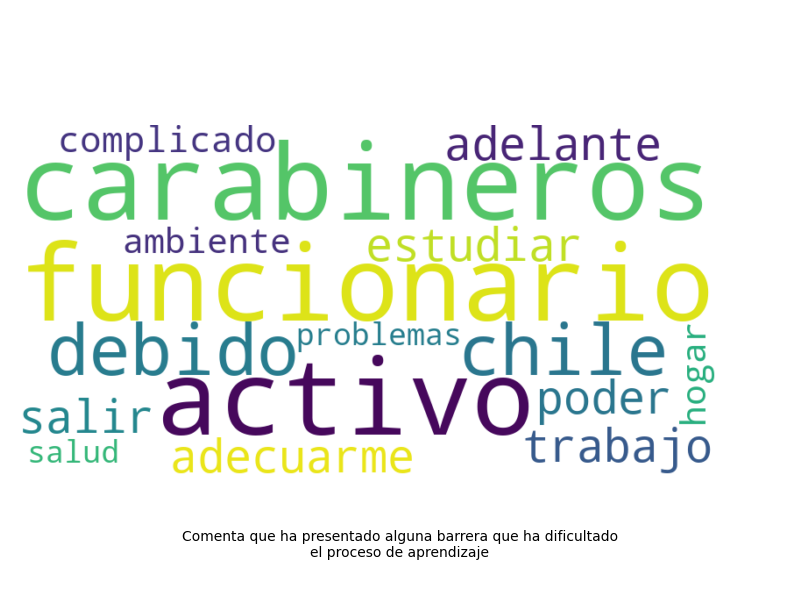 complicado
adelante
carabineros
ambiente
estudiar
funcionario
debido
problemas
chile
hogar
activo
poder
salir
trabajo
salud
adecuarme
Comenta que ha presentado alguna barrera que ha dificultado
el proceso de aprendizaje